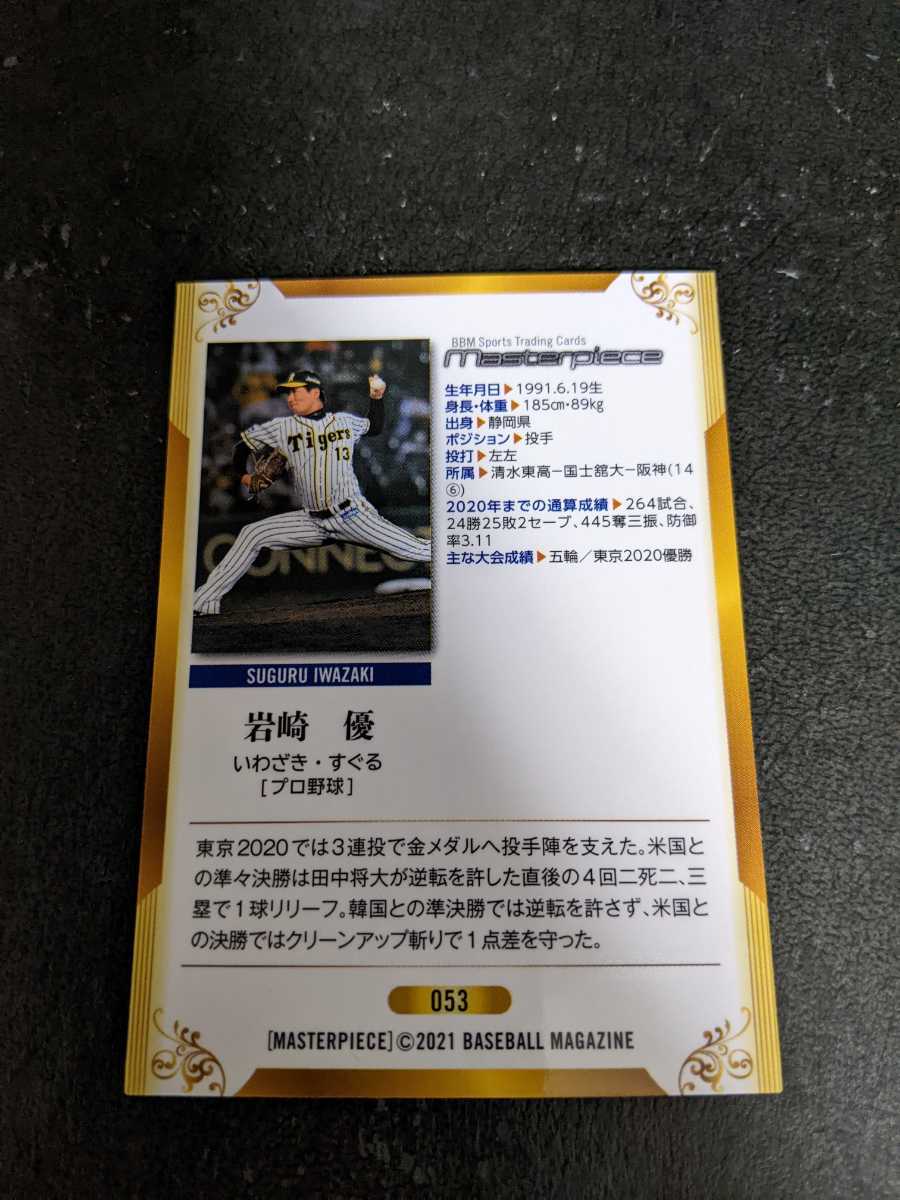 BBM Sports Trading Cards
Masterpiece
生年月日▶1991.6.19生
身長・体重▶185㎝・89㎏
出身▶静岡県
ポジション▶投手
投打▶左左
所属▶清水東高−国士舘大−阪神(14
⑥)
2020年までの通算成績▶264試合、
24勝25敗2セーブ、445奪三振、防御
率3.11
主な大会成績▶五輪／東京2020優勝
Tigers
13
CONNEC
SUGURU IWAZAKI
岩崎 優
いわざき・すぐる
[プロ野球]
東京2020では3連投で金メダルへ投手陣を支えた。米国と
の準々決勝は田中将大が逆転を許した直後の4回二死二、三
塁で1球リリーフ。韓国との準決勝では逆転を許さず、米国と
の決勝ではクリーンアップ斬りで1点差を守った。
053
[MASTERPIECE]©2021 BASEBALL MAGAZINE